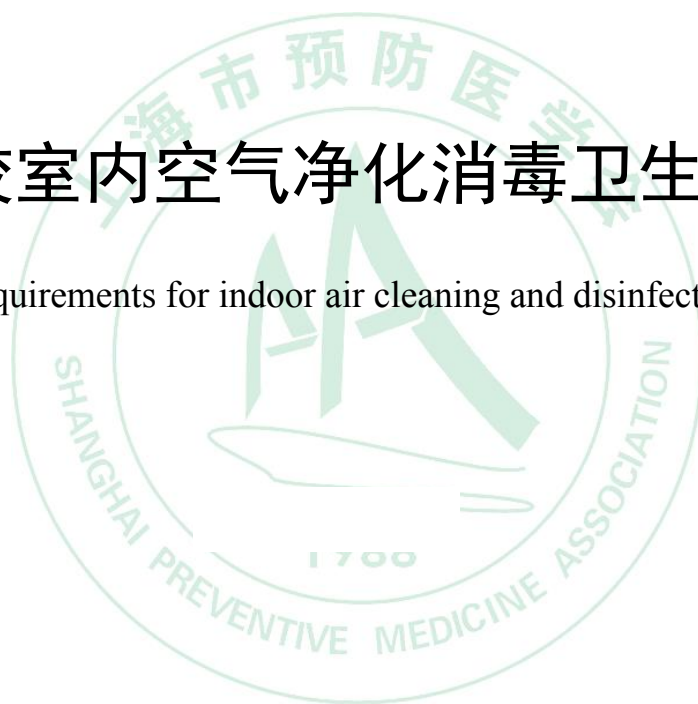 上海市预防医学会
室内空气净化消毒卫生
quirements for indoor air cleaning and disinfect
SHANGHAI PREVENTIVE MEDICINE ASSOCIATION